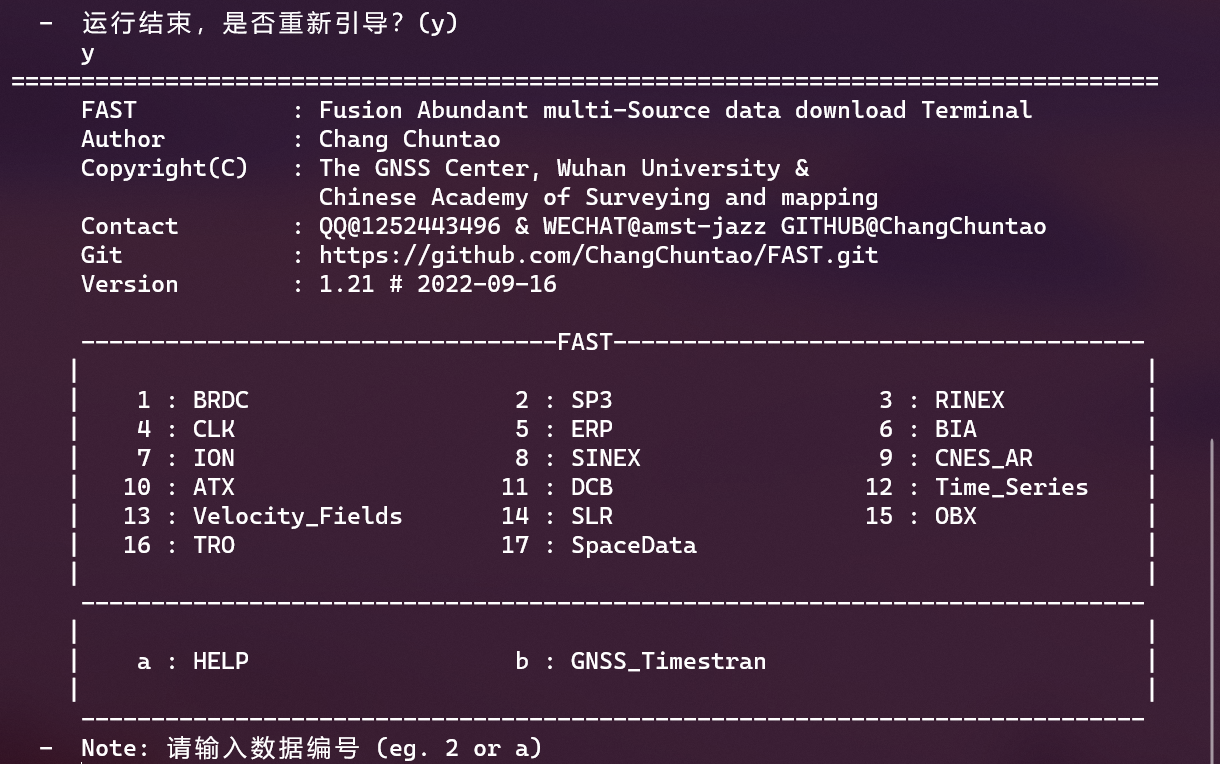 - 运行结束，是否重新引导？(y)
y
==================================================================================
FAST : Fusion Abundant multi-Source data download Terminal
Author : Chang Chuntao
Copyright(C) : The GNSS Center, Wuhan University &
Chinese Academy of Surveying and mapping
Contact : QQ@1252443496 & WECHAT@amst-jazz GITHUB@ChangChuntao
Git : https://github.com/ChangChuntao/FAST.git
Version : 1.21 # 2022-09-16
----------------------------------FAST--------------------------------------
| |
| 1 : BRDC 2 : SP3 3 : RINEX |
| 4 : CLK 5 : ERP 6 : BIA |
| 7 : ION 8 : SINEX 9 : CNES_AR |
| 10 : ATX 11 : DCB 12 : Time_Series |
| 13 : Velocity_Fields 14 : SLR 15 : OBX |
| 16 : TRO 17 : SpaceData |
| |
----------------------------------------------------------------------------
| |
| a : HELP b : GNSS_Timestran |
| |
----------------------------------------------------------------------------
- Note: 请输入数据编号 (eg. 2 or a)